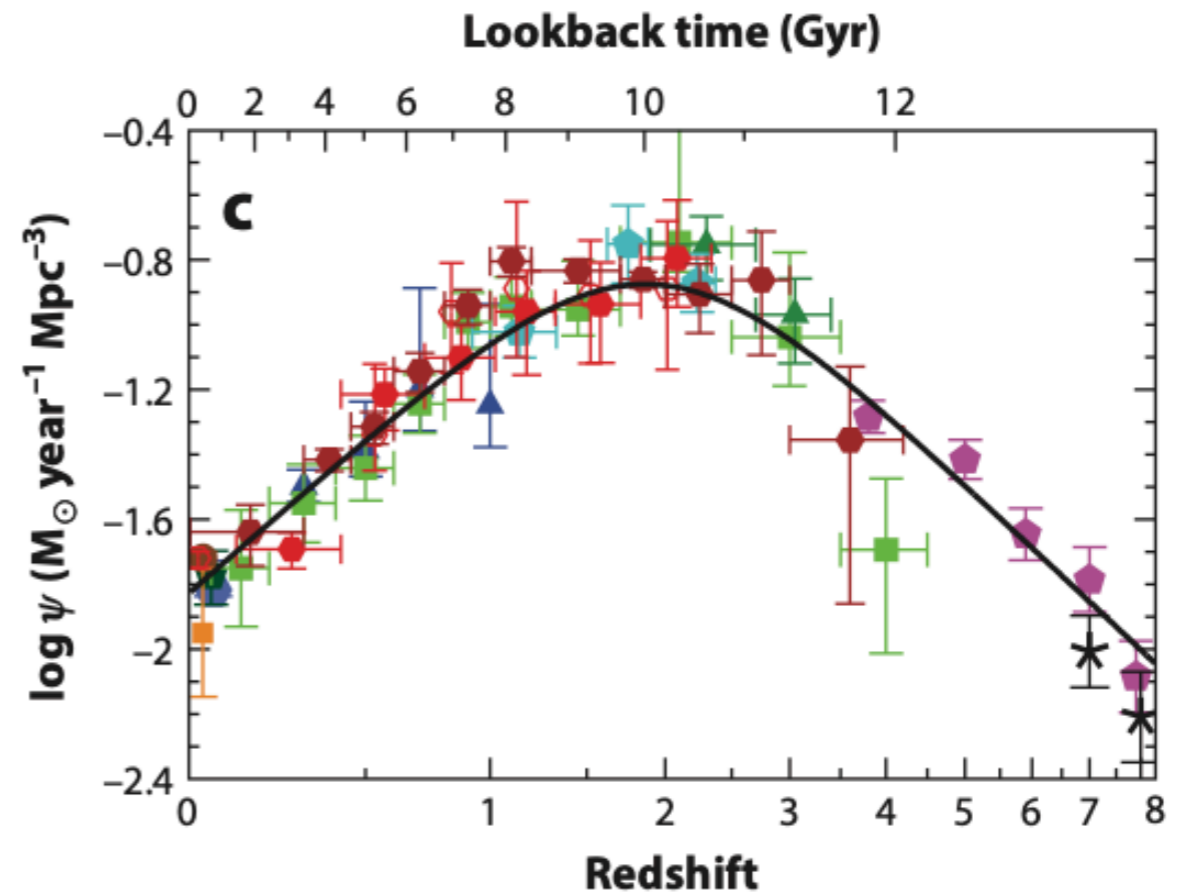 Lookback time (Gyr)
0 2 4 6 8 10 12
c
log ψ (M⊙ year⁻¹ Mpc⁻³)
−0.4
−0.8
−1.2
−1.6
−2
−2.4
0 1 2 3 4 5 6 7 8
Redshift